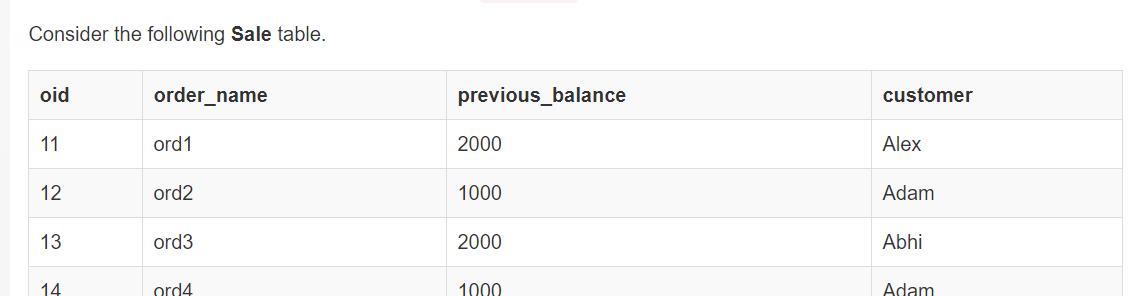 Consider the following Sale table.
oid order_name previous_balance customer
11 ord1 2000 Alex
12 ord2 1000 Adam
13 ord3 2000 Abhi
14 ord4 1000 Adam